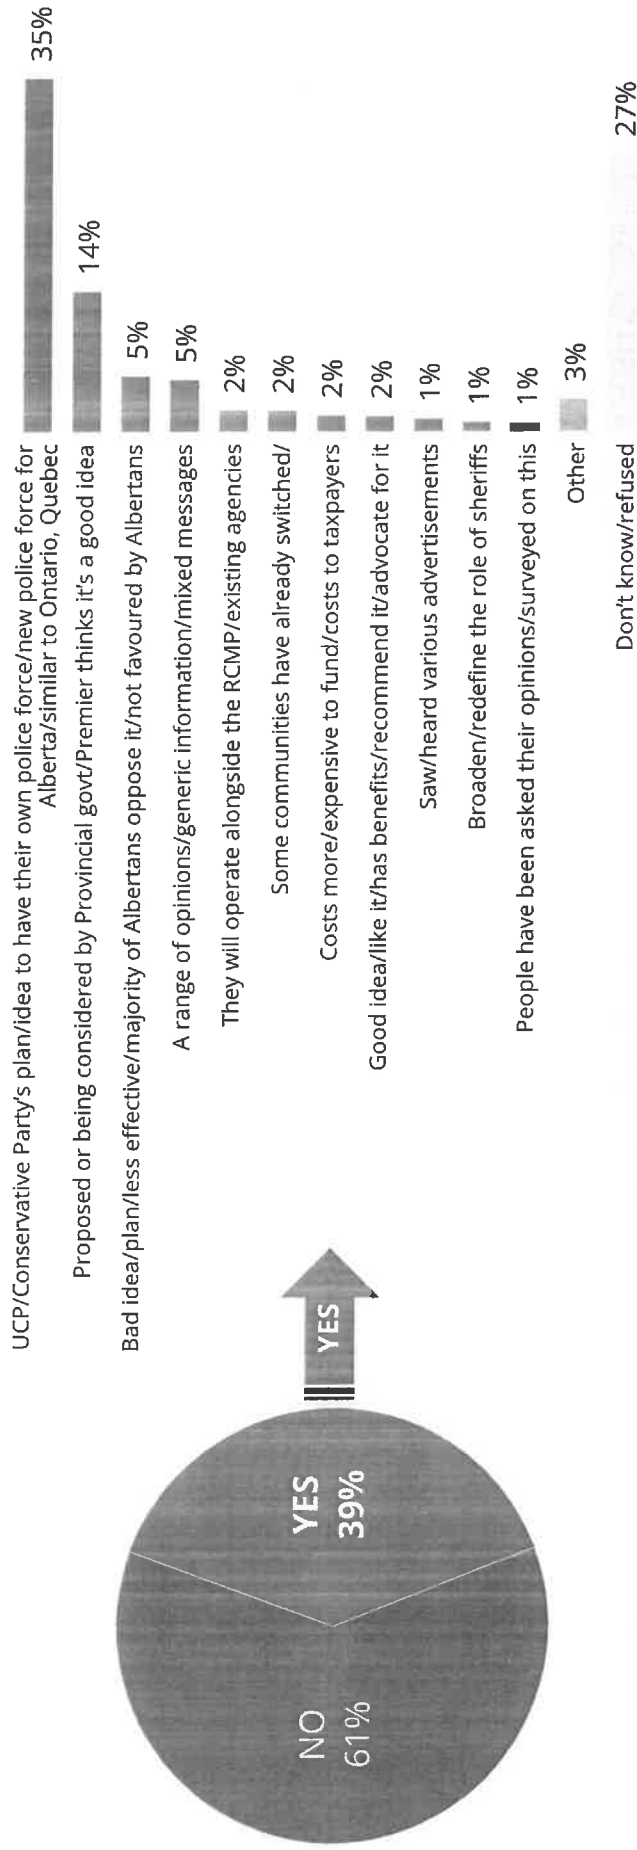 NO
61%
YES
39%
YES
UCP/Conservative Party's plan/idea to have their own police force/new police force for
Alberta/similar to Ontario, Quebec
35%
Proposed or being considered by Provincial govt/Premier thinks it's a good idea
14%
Bad idea/plan/less effective/majority of Albertans oppose it/not favoured by Albertans
5%
A range of opinions/generic information/mixed messages
5%
They will operate alongside the RCMP/existing agencies
2%
Some communities have already switched/
2%
Costs more/expensive to fund/costs to taxpayers
2%
Good idea/like it/has benefits/recommend it/advocate for it
2%
Saw/heard various advertisements
1%
Broaden/redefine the role of sheriffs
1%
People have been asked their opinions/surveyed on this
1%
Other
3%
Don't know/refused
27%